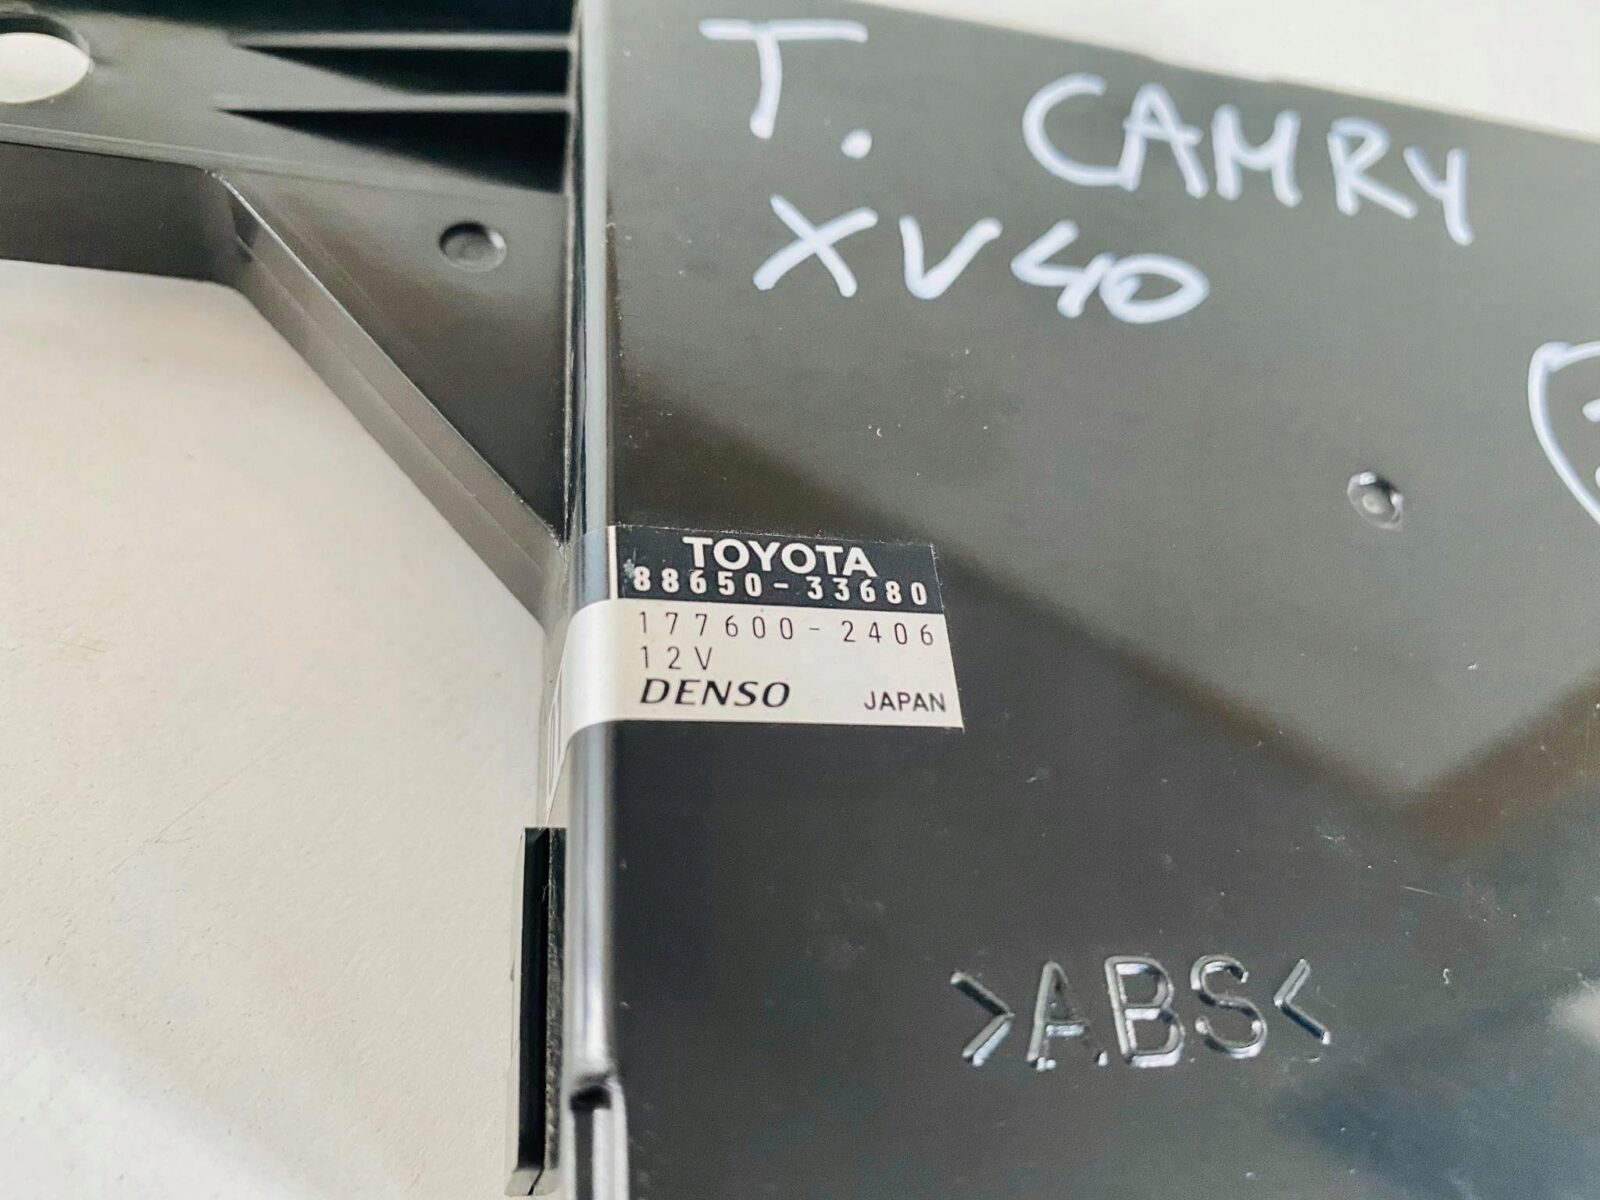 T. CAMRY
XV40
TOYOTA
88650-33680
177600-2406
12V
DENSO JAPAN
>ABS<